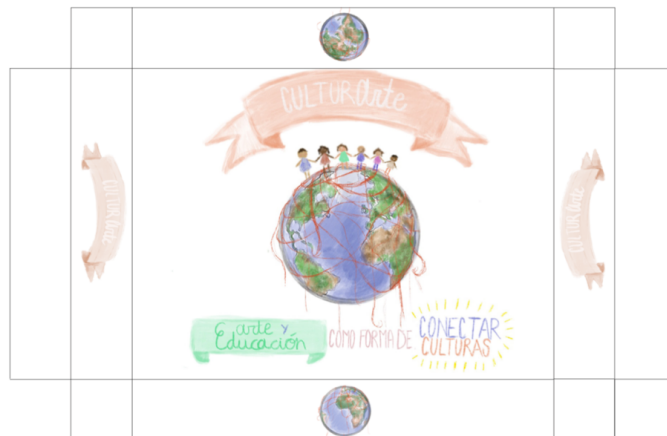 CULTURarte
CULTURarte
CULTURarte
arte y
Educación
COMO FORMA DE
CONECTAR
CULTURAS